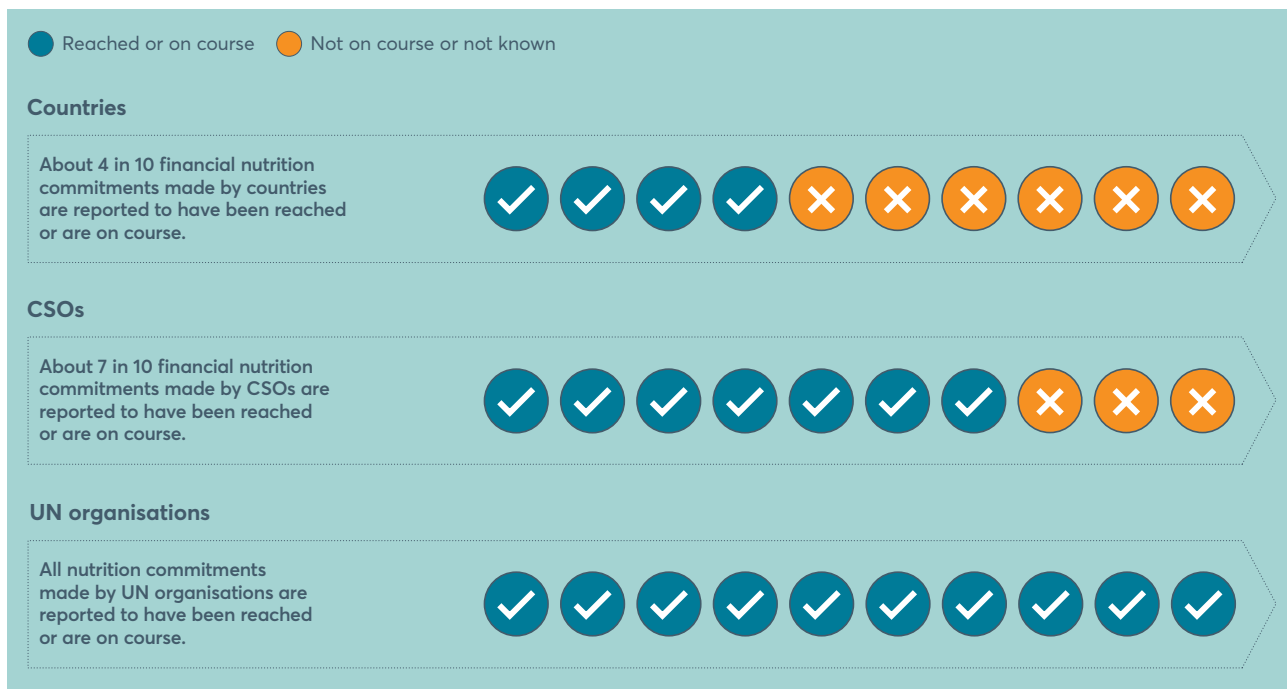 Reached or on course
Not on course or not known
Countries
About 4 in 10 financial nutrition
commitments made by countries
are reported to have been reached
or are on course.
CSOs
About 7 in 10 financial nutrition
commitments made by CSOs are
reported to have been reached
or are on course.
UN organisations
All nutrition commitments
made by UN organisations are
reported to have been reached
or are on course.